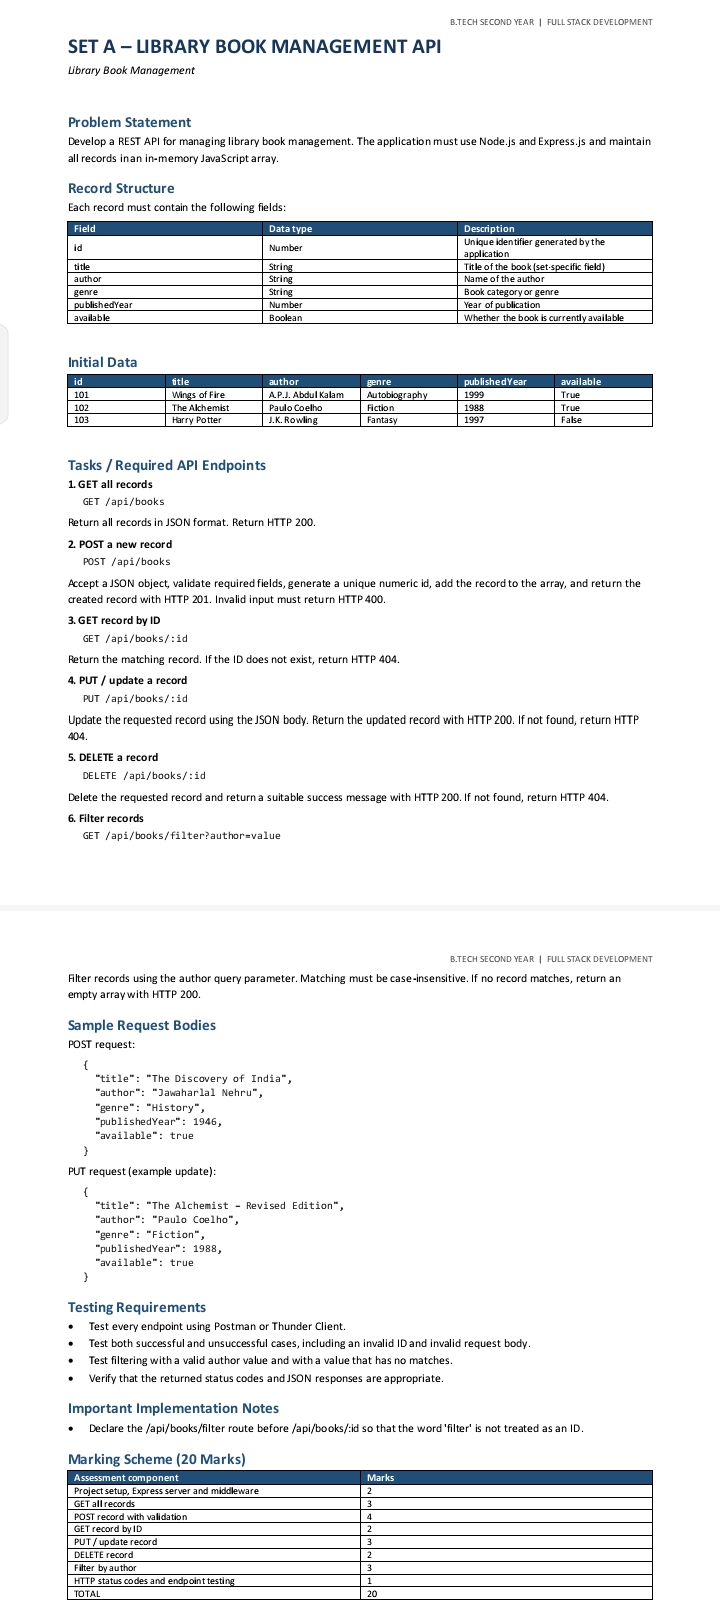 B.TECH SECOND YEAR | FULL STACK DEVELOPMENT
SET A – LIBRARY BOOK MANAGEMENT API
Library Book Management
Problem Statement
Develop a REST API for managing library book management. The application must use Node.js and Express.js and maintain
all records in an in-memory JavaScript array.
Record Structure
Each record must contain the following fields:
Field Data type Description
id Number Unique identifier generated by the application
title String Title of the book (set-specific field)
author String Name of the author
genre String Book category or genre
publishedYear Number Year of publication
available Boolean Whether the book is currently available
Initial Data
id title author genre publishedYear available
101 Wings of Fire A.P.J. Abdul Kalam Autobiography 1999 True
102 The Alchemist Paulo Coelho Fiction 1988 True
103 Harry Potter J.K. Rowling Fantasy 1997 False
Tasks / Required API Endpoints
1. GET all records
GET /api/books
Return all records in JSON format. Return HTTP 200.
2. POST a new record
POST /api/books
Accept a JSON object, validate required fields, generate a unique numeric id, add the record to the array, and return the
created record with HTTP 201. Invalid input must return HTTP 400.
3. GET record by ID
GET /api/books/:id
Return the matching record. If the ID does not exist, return HTTP 404.
4. PUT / update a record
PUT /api/books/:id
Update the requested record using the JSON body. Return the updated record with HTTP 200. If not found, return HTTP
404.
5. DELETE a record
DELETE /api/books/:id
Delete the requested record and return a suitable success message with HTTP 200. If not found, return HTTP 404.
6. Filter records
GET /api/books/filter?author=value
B.TECH SECOND YEAR | FULL STACK DEVELOPMENT
Filter records using the author query parameter. Matching must be case-insensitive. If no record matches, return an
empty array with HTTP 200.
Sample Request Bodies
POST request:
{
"title": "The Discovery of India",
"author": "Jawaharlal Nehru",
"genre": "History",
"publishedYear": 1946,
"available": true
}
PUT request (example update):
{
"title": "The Alchemist – Revised Edition",
"author": "Paulo Coelho",
"genre": "Fiction",
"publishedYear": 1988,
"available": true
}
Testing Requirements
• Test every endpoint using Postman or Thunder Client.
• Test both successful and unsuccessful cases, including an invalid ID and invalid request body.
• Test filtering with a valid author value and with a value that has no matches.
• Verify that the returned status codes and JSON responses are appropriate.
Important Implementation Notes
• Declare the /api/books/filter route before /api/books/:id so that the word 'filter' is not treated as an ID.
Marking Scheme (20 Marks)
Assessment component Marks
Project setup, Express server and middleware 2
GET all records 3
POST record with validation 4
GET record by ID 2
PUT / update record 3
DELETE record 2
Filter by author 3
HTTP status codes and endpoint testing 1
TOTAL 20